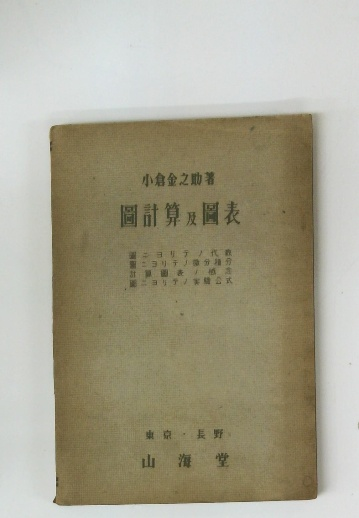 小倉金之助著
圖計算及圖表
圖ニヨリテノ代數
圖ニヨリテノ微分積分
計算圖表ノ構造
圖ニヨリテノ實驗公式
東京・長野
山海堂